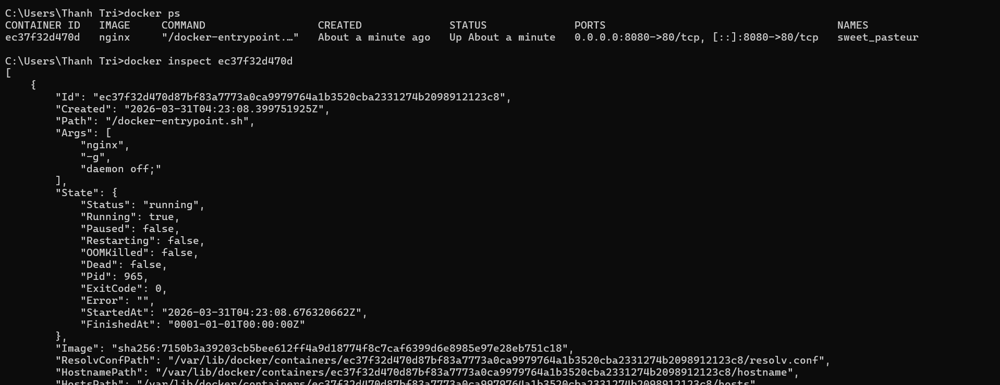 C:\Users\Thanh Tri>docker ps
CONTAINER ID   IMAGE     COMMAND                  CREATED              STATUS              PORTS                                     NAMES
ec37f32d470d   nginx     "/docker-entrypoint.…"   About a minute ago   Up About a minute   0.0.0.0:8080->80/tcp, [::]:8080->80/tcp   sweet_pasteur

C:\Users\Thanh Tri>docker inspect ec37f32d470d
[
    {
        "Id": "ec37f32d470d87bf83a7773a0ca9979764a1b3520cba2331274b2098912123c8",
        "Created": "2026-03-31T04:23:08.399751925Z",
        "Path": "/docker-entrypoint.sh",
        "Args": [
            "nginx",
            "-g",
            "daemon off;"
        ],
        "State": {
            "Status": "running",
            "Running": true,
            "Paused": false,
            "Restarting": false,
            "OOMKilled": false,
            "Dead": false,
            "Pid": 965,
            "ExitCode": 0,
            "Error": "",
            "StartedAt": "2026-03-31T04:23:08.676320662Z",
            "FinishedAt": "0001-01-01T00:00:00Z"
        },
        "Image": "sha256:7150b3a39203cb5bee612ff4a9d18774f8c7caf6399d6e8985e97e28eb751c18",
        "ResolvConfPath": "/var/lib/docker/containers/ec37f32d470d87bf83a7773a0ca9979764a1b3520cba2331274b2098912123c8/resolv.conf",
        "HostnamePath": "/var/lib/docker/containers/ec37f32d470d87bf83a7773a0ca9979764a1b3520cba2331274b2098912123c8/hostname",
        "HostsPath": "/var/lib/docker/containers/ec37f32d470d87bf83a7773a0ca9979764a1b3520cba2331274b2098912123c8/hosts"